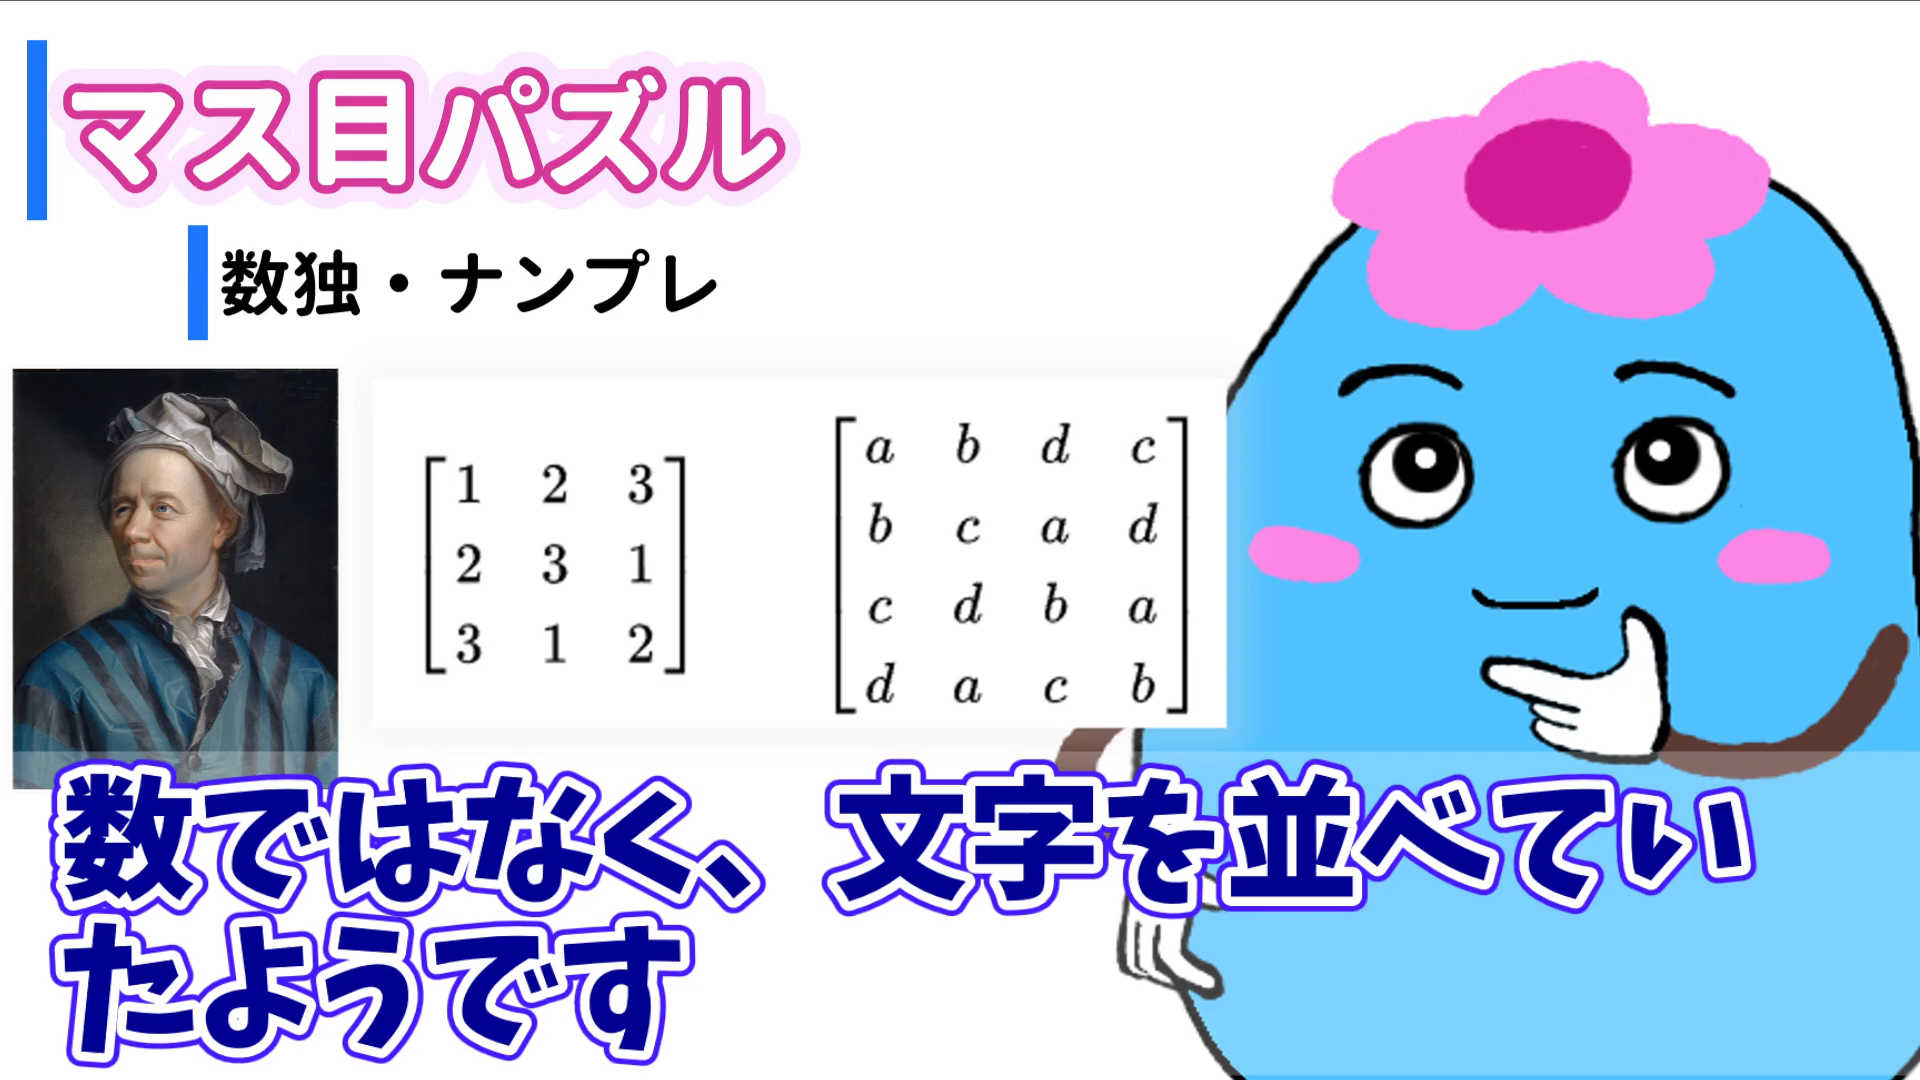 マス目パズル
数独・ナンプレ
1 2 3
2 3 1
3 1 2
a b d c
b c a d
c d b a
d a c b
数ではなく、文字を並べてい
たようです